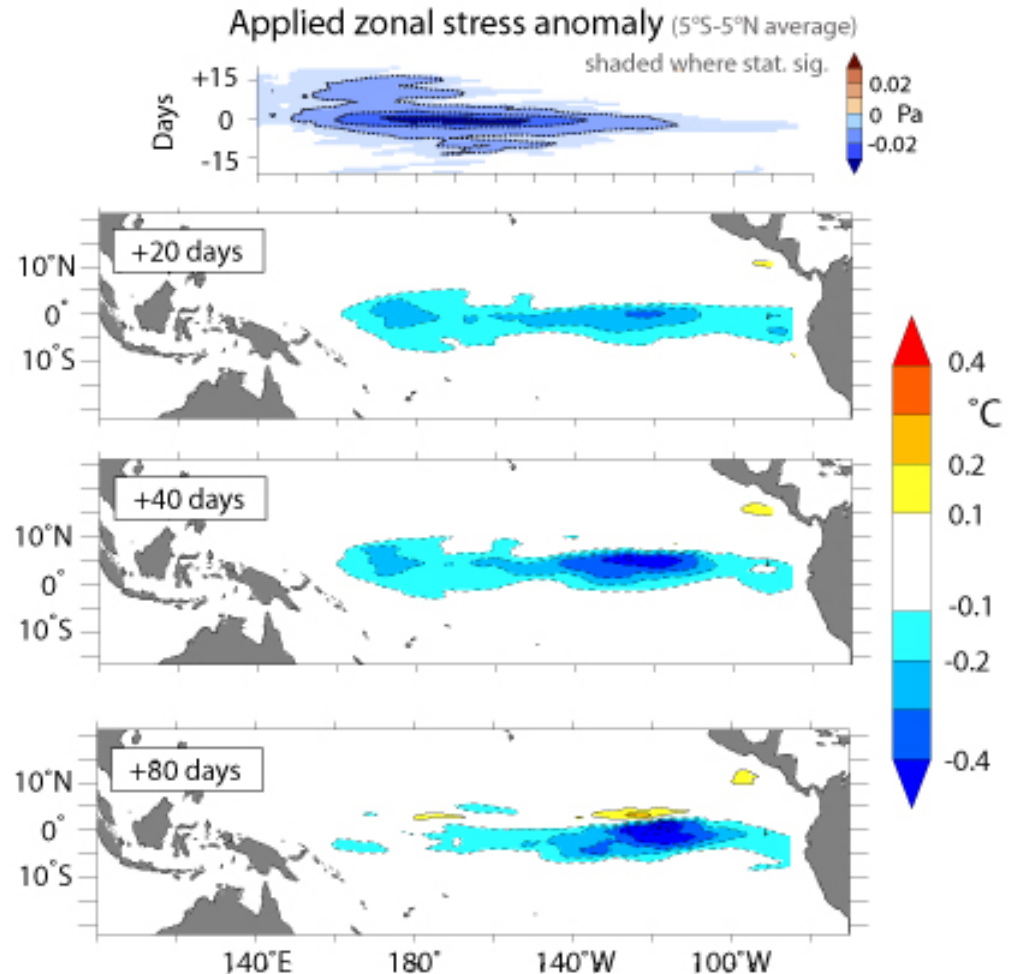 Applied zonal stress anomaly (5°S-5°N average)
shaded where stat. sig.
Days
+15
0
-15
0.02
0 Pa
-0.02
+20 days
10°N
0°
10°S
+40 days
10°N
0°
10°S
+80 days
10°N
0°
10°S
140°E 180° 140°W 100°W
0.4
°C
0.2
0.1
-0.1
-0.2
-0.4